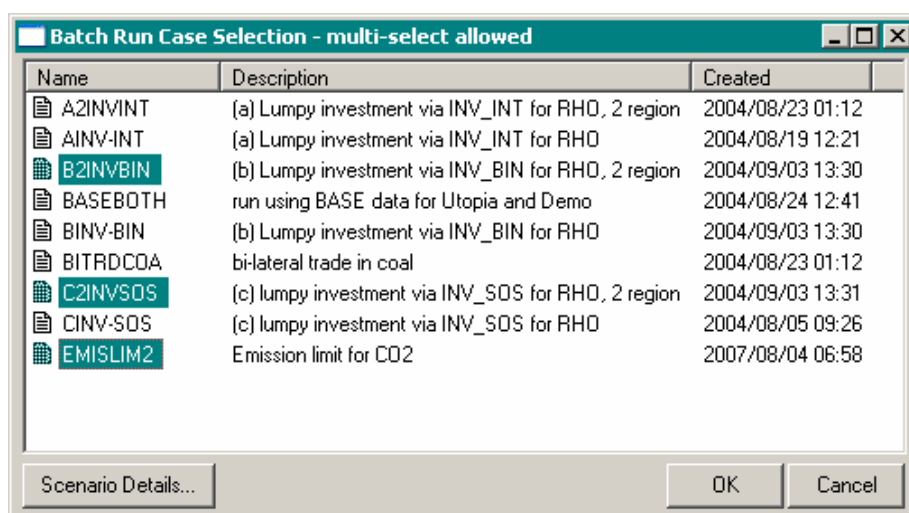 Batch Run Case Selection - multi-select allowed
Name Description Created
A2INVINT (a) Lumpy investment via INV_INT for RHO, 2 region 2004/08/23 01:12
AINV-INT (a) Lumpy investment via INV_INT for RHO 2004/08/19 12:21
B2INVBIN (b) Lumpy investment via INV_BIN for RHO, 2 region 2004/09/03 13:30
BASEBOTH run using BASE data for Utopia and Demo 2004/08/24 12:41
BINV-BIN (b) Lumpy investment via INV_BIN for RHO 2004/09/03 13:30
BITRDCOA bi-lateral trade in coal 2004/08/23 01:12
C2INVSOS (c) lumpy investment via INV_SOS for RHO, 2 region 2004/09/03 13:31
CINV-SOS (c) lumpy investment via INV_SOS for RHO 2004/08/05 09:26
EMISLIM2 Emission limit for CO2 2007/08/04 06:58
Scenario Details... OK Cancel